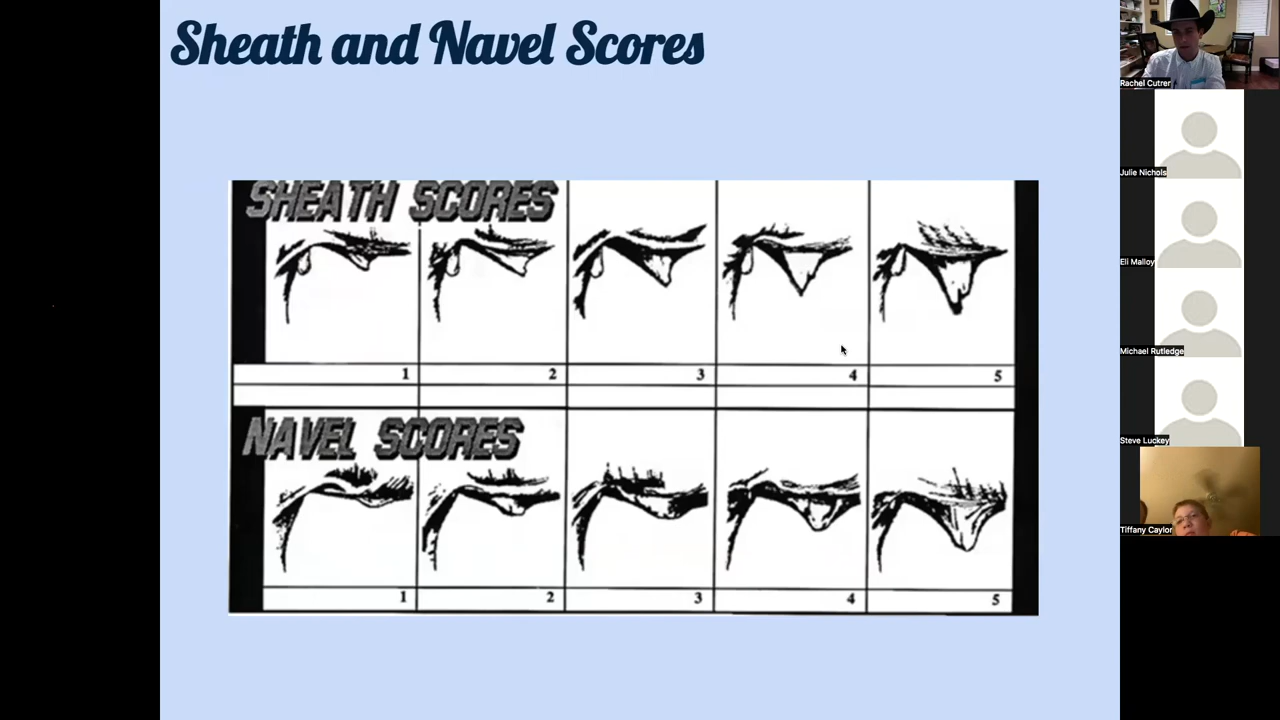 Sheath and Navel Scores
SHEATH SCORES
1 2 3 4 5
NAVEL SCORES
1 2 3 4 5
Rachel Cutrer
Julie Nichols
Eli Malloy
Michael Rutledge
Steve Luckey
Tiffany Caylor